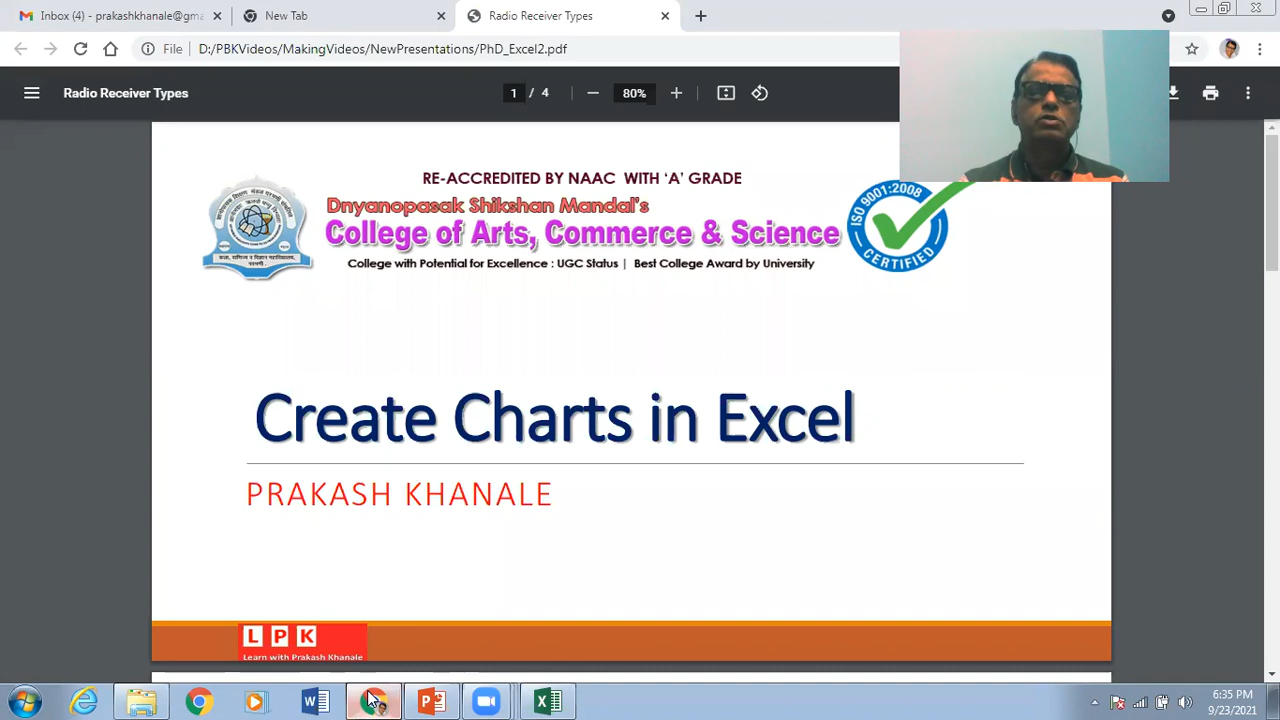 Inbox (4) - prakashkhanale@gma
New Tab
Radio Receiver Types
File
D:/PBKVideos/MakingVideos/NewPresentations/PhD_Excel2.pdf
Radio Receiver Types
1 / 4
80%
RE-ACCREDITED BY NAAC WITH ‘A’ GRADE
Dnyanopasak Shikshan Mandal's
College of Arts, Commerce & Science
College with Potential for Excellence : UGC Status | Best College Award by University
ISO 9001:2008
CERTIFIED
Create Charts in Excel
PRAKASH KHANALE
L P K
Learn with Prakash Khanale
6:35 PM
9/23/2021